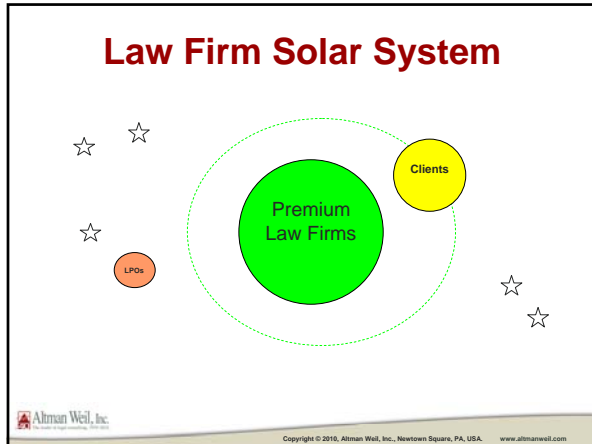 Law Firm Solar System
Clients
Premium
Law Firms
LPOs
Altman Weil, Inc.
Copyright © 2010, Altman Weil, Inc., Newtown Square, PA, USA. www.altmanweil.com